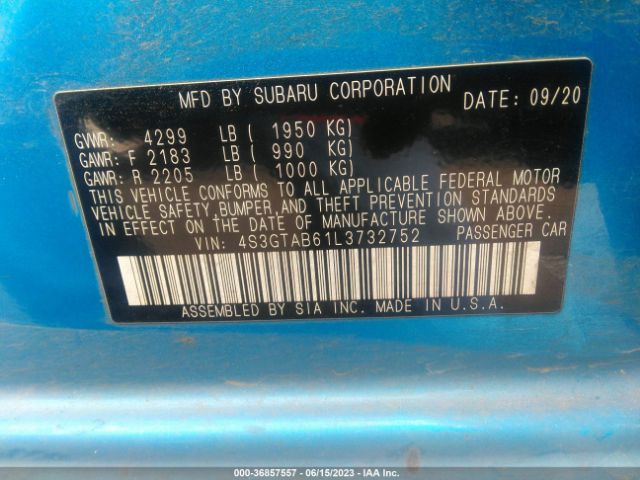 MFD BY SUBARU CORPORATION DATE: 09/20
GVWR: 4299 LB ( 1950 KG)
GAWR: F 2183 LB ( 990 KG)
GAWR: R 2205 LB ( 1000 KG)
THIS VEHICLE CONFORMS TO ALL APPLICABLE FEDERAL MOTOR
VEHICLE SAFETY, BUMPER, AND THEFT PREVENTION STANDARDS
IN EFFECT ON THE DATE OF MANUFACTURE SHOWN ABOVE.
VIN: 4S3GTAB61L3732752 PASSENGER CAR
ASSEMBLED BY SIA INC. MADE IN U.S.A.
000-36857557 - 06/15/2023 - IAA Inc.